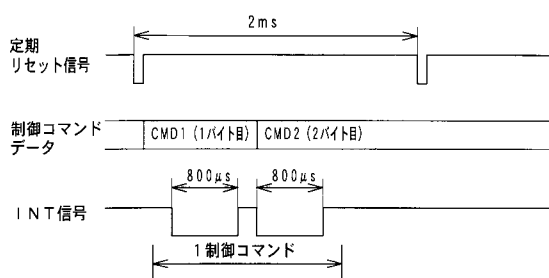 2ms
定期
リセット信号
制御コマンド
データ
CMD1 (1バイト目)
CMD2 (2バイト目)
800μs
800μs
INT信号
1制御コマンド